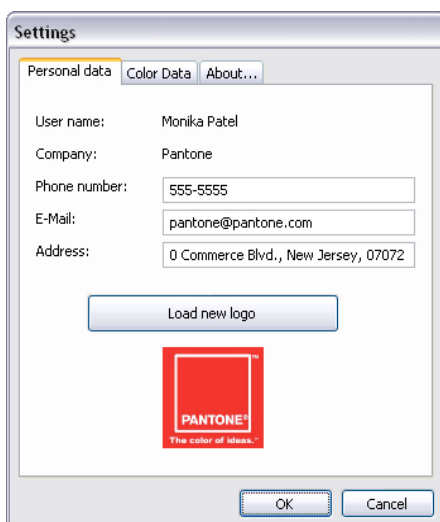 Settings
Personal data Color Data About...
User name: Monika Patel
Company: Pantone
Phone number: 555-5555
E-Mail: pantone@pantone.com
Address: 0 Commerce Blvd., New Jersey, 07072
Load new logo
™
PANTONE®
The color of ideas.™
OK Cancel